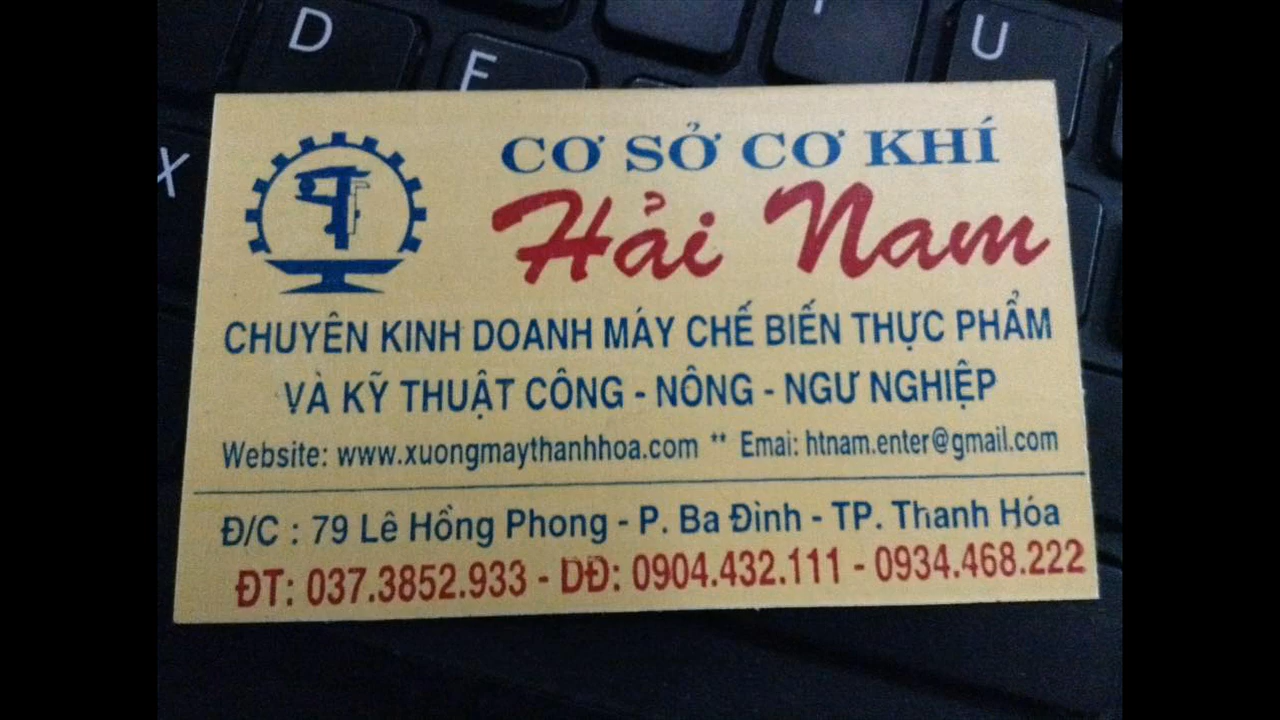 D
F
U
X
CƠ SỞ CƠ KHÍ
Hải Nam
CHUYÊN KINH DOANH MÁY CHẾ BIẾN THỰC PHẨM
VÀ KỸ THUẬT CÔNG - NÔNG - NGƯ NGHIỆP
Website: www.xuongmaythanhhoa.com ** Emai: htnam.enter@gmail.com
Đ/C : 79 Lê Hồng Phong - P. Ba Đình - TP. Thanh Hóa
ĐT: 037.3852.933 - DĐ: 0904.432.111 - 0934.468.222